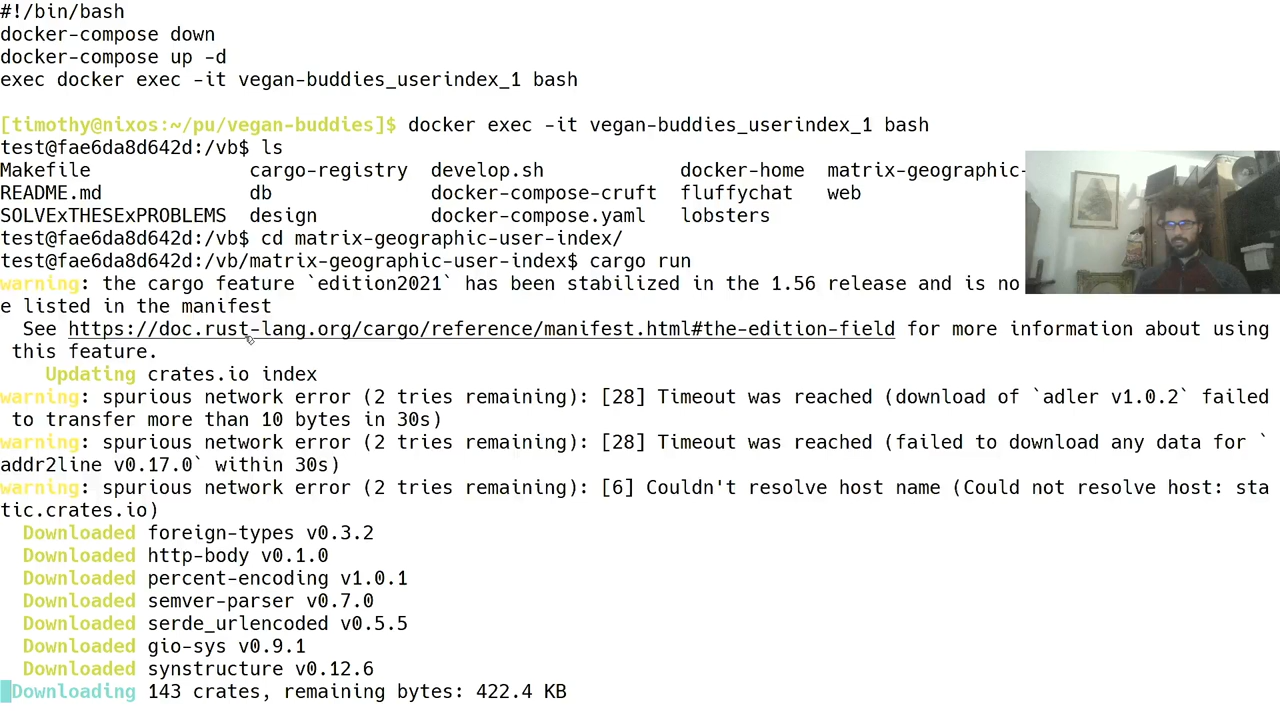 #!/bin/bash
docker-compose down
docker-compose up -d
exec docker exec -it vegan-buddies_userindex_1 bash
[timothy@nixos:~/pu/vegan-buddies]$ docker exec -it vegan-buddies_userindex_1 bash
test@fae6da8d642d:/vb$ ls
Makefile cargo-registry develop.sh docker-home matrix-geographic-
README.md db docker-compose-cruft fluffychat web
SOLVExTHESExPROBLEMS design docker-compose.yaml lobsters
test@fae6da8d642d:/vb$ cd matrix-geographic-user-index/
test@fae6da8d642d:/vb/matrix-geographic-user-index$ cargo run
warning: the cargo feature `edition2021` has been stabilized in the 1.56 release and is no
e listed in the manifest
See https://doc.rust-lang.org/cargo/reference/manifest.html#the-edition-field for more information about using
this feature.
Updating crates.io index
warning: spurious network error (2 tries remaining): [28] Timeout was reached (download of `adler v1.0.2` failed
to transfer more than 10 bytes in 30s)
warning: spurious network error (2 tries remaining): [28] Timeout was reached (failed to download any data for `
addr2line v0.17.0` within 30s)
warning: spurious network error (2 tries remaining): [6] Couldn't resolve host name (Could not resolve host: sta
tic.crates.io)
Downloaded foreign-types v0.3.2
Downloaded http-body v0.1.0
Downloaded percent-encoding v1.0.1
Downloaded semver-parser v0.7.0
Downloaded serde_urlencoded v0.5.5
Downloaded gio-sys v0.9.1
Downloaded synstructure v0.12.6
Downloading 143 crates, remaining bytes: 422.4 KB